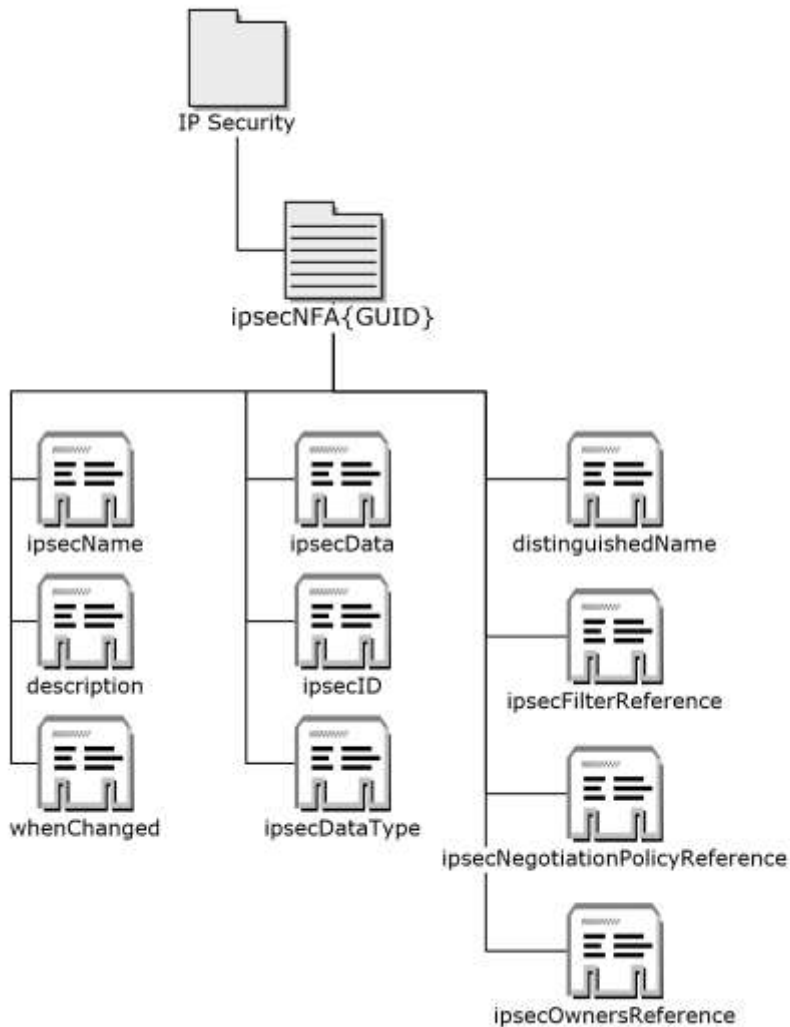 IP Security
ipsecNFA{GUID}
ipsecName
ipsecData
distinguishedName
description
ipsecID
ipsecFilterReference
whenChanged
ipsecDataType
ipsecNegotiationPolicyReference
ipsecOwnersReference